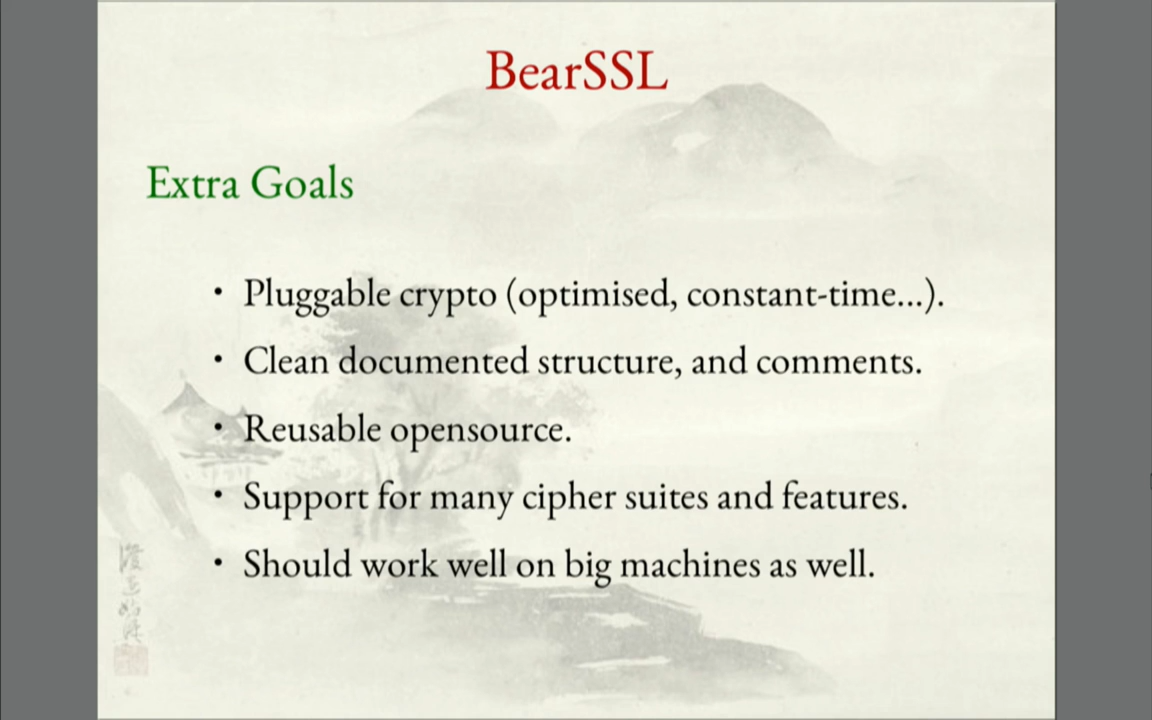 BearSSL
Extra Goals
• Pluggable crypto (optimised, constant-time...).
• Clean documented structure, and comments.
• Reusable opensource.
• Support for many cipher suites and features.
• Should work well on big machines as well.